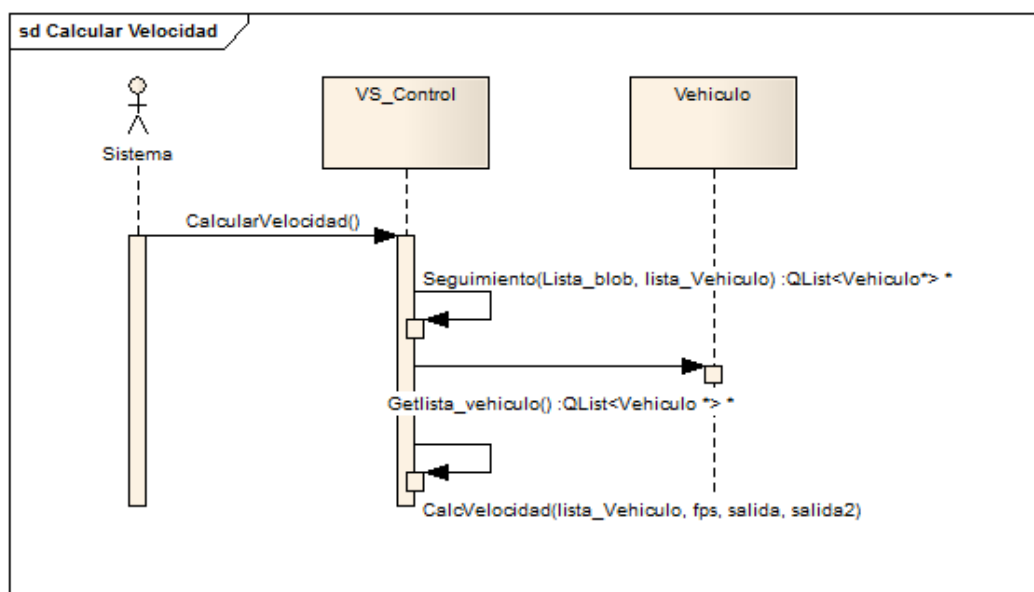 sd Calcular Velocidad
Sistema
VS_Control
Vehiculo
CalcularVelocidad()
Seguimiento(Lista_blob, lista_Vehiculo) :QList<Vehiculo*> *
Getlista_vehiculo() :QList<Vehiculo *> *
CalcVelocidad(lista_Vehiculo, fps, salida, salida2)